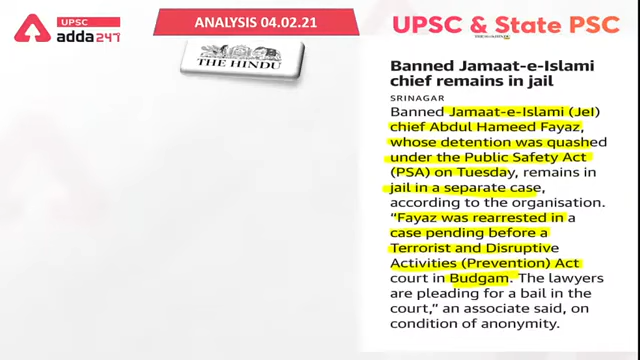 UPSC
adda247
ANALYSIS 04.02.21
UPSC & State PSC
THE HINDU
Banned Jamaat-e-Islami
chief remains in jail
SRINAGAR
Banned Jamaat-e-Islami (JeI)
chief Abdul Hameed Fayaz,
whose detention was quashed
under the Public Safety Act
(PSA) on Tuesday, remains in
jail in a separate case,
according to the organisation.
“Fayaz was rearrested in a
case pending before a
Terrorist and Disruptive
Activities (Prevention) Act
court in Budgam. The lawyers
are pleading for a bail in the
court,” an associate said, on
condition of anonymity.